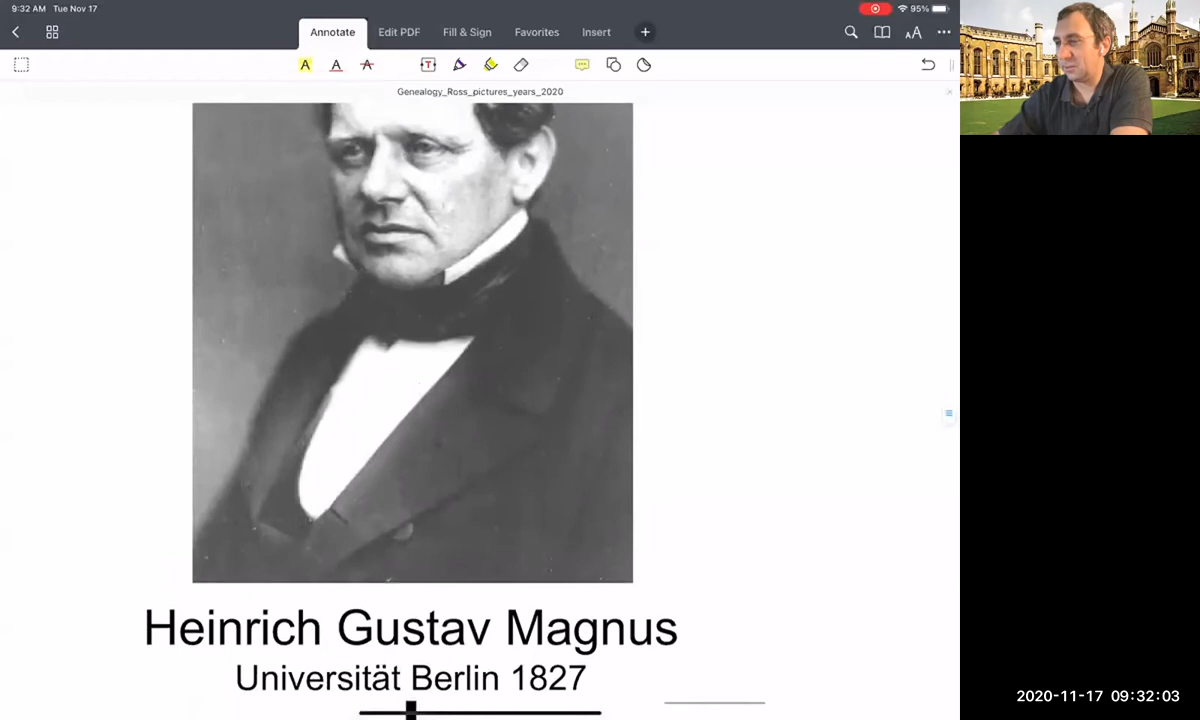 9:32 AM Tue Nov 17
95%
Annotate Edit PDF Fill & Sign Favorites Insert
AA
A A A T
Genealogy_Ross_pictures_years_2020
Heinrich Gustav Magnus
Universität Berlin 1827
2020-11-17 09:32:03